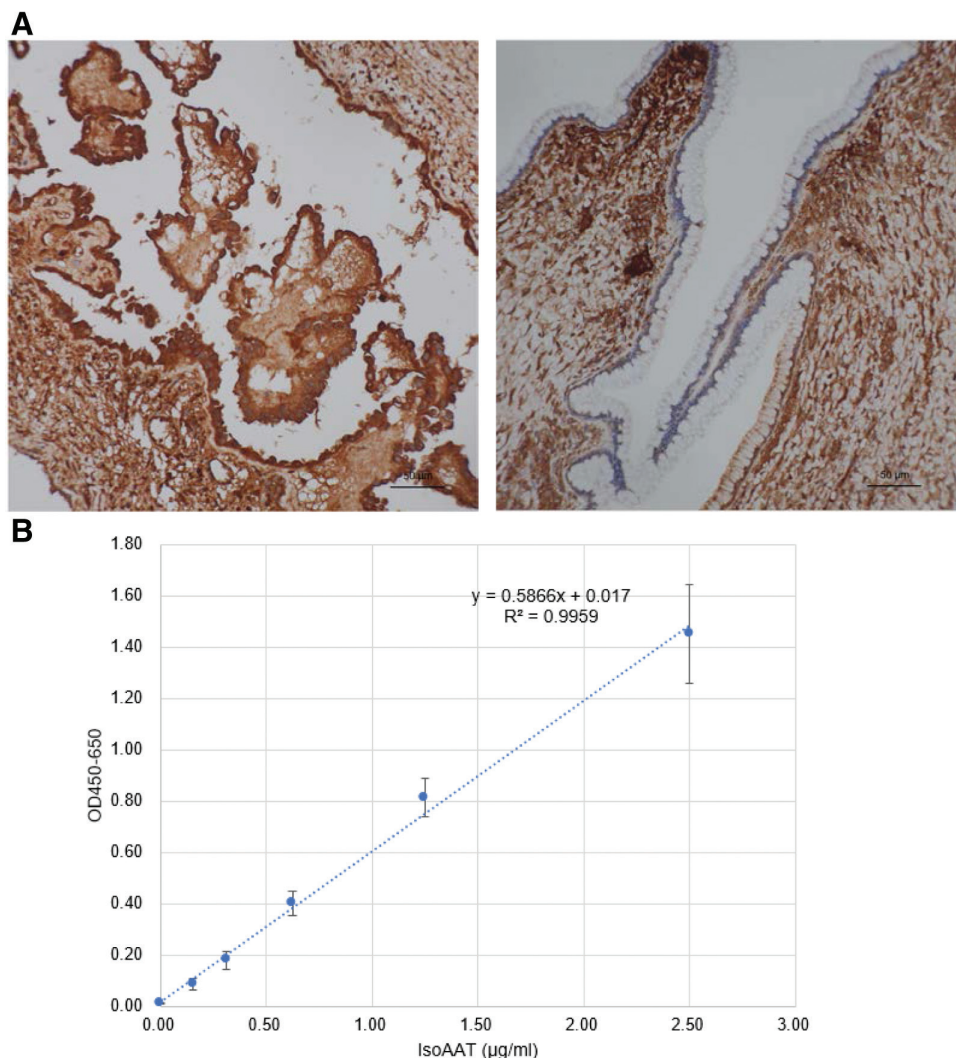 A
50 µm
50 µm
B
1.80
1.60
1.40
1.20
1.00
0.80
0.60
0.40
0.20
0.00
OD450-650
y = 0.5866x + 0.017
R² = 0.9959
0.00 0.50 1.00 1.50 2.00 2.50 3.00
IsoAAT (µg/ml)